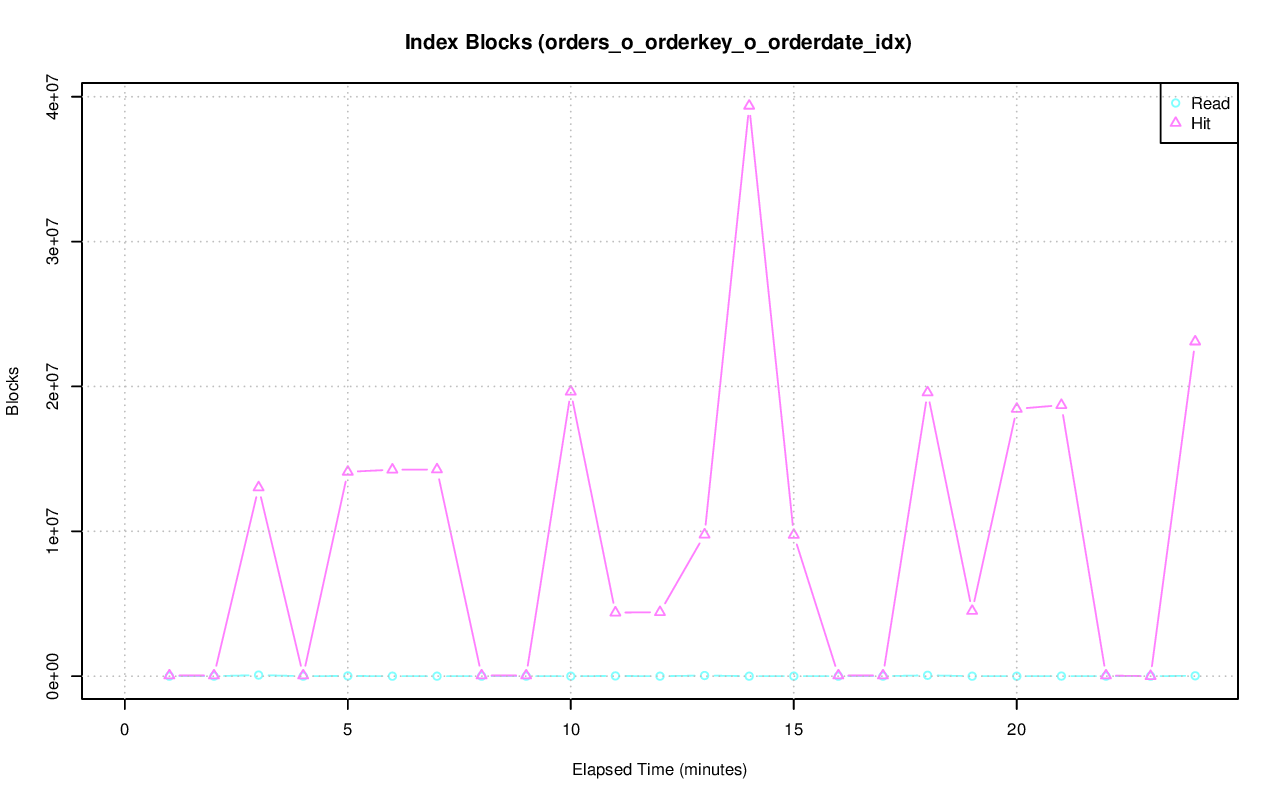 Index Blocks (orders_o_orderkey_o_orderdate_idx)
Read
Hit
Blocks
4e+07
3e+07
2e+07
1e+07
0e+00
0 5 10 15 20
Elapsed Time (minutes)